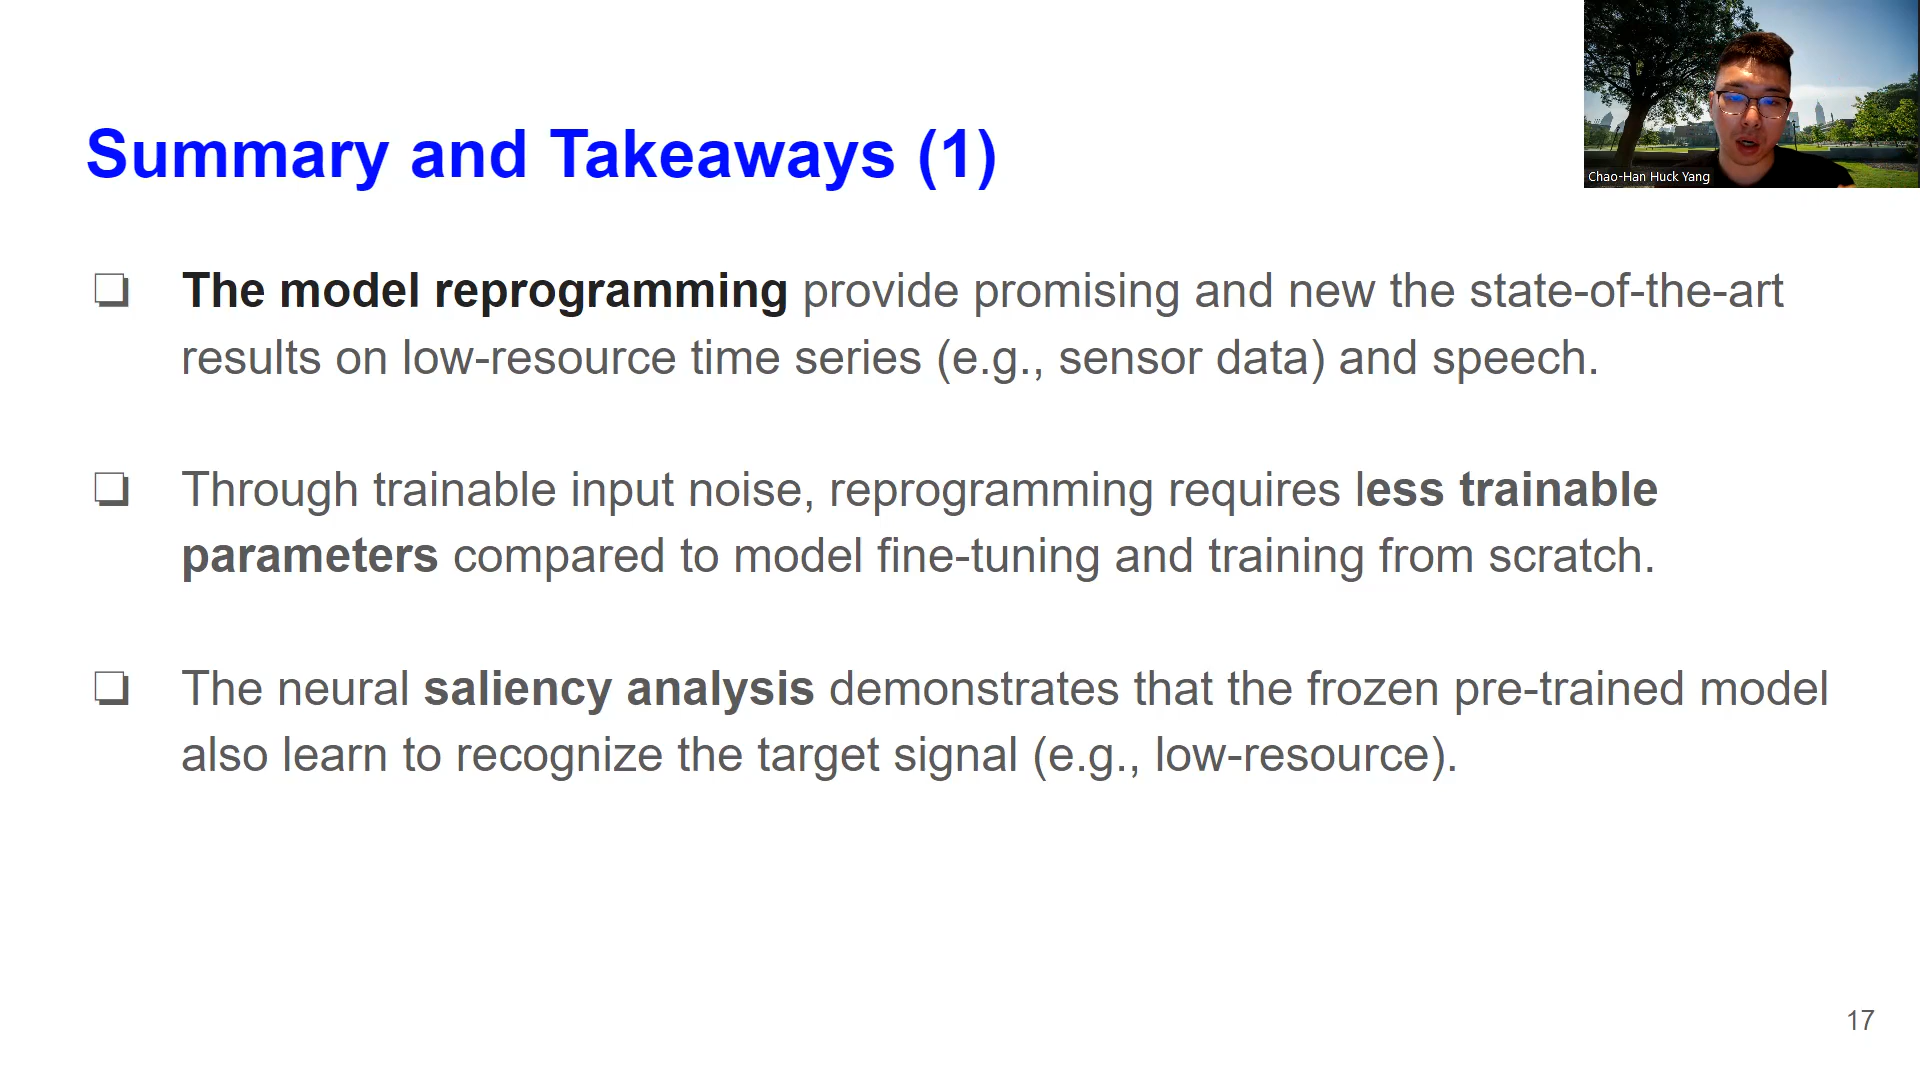 Chao-Han Huck Yang
Summary and Takeaways (1)
❏ The model reprogramming provide promising and new the state-of-the-art
results on low-resource time series (e.g., sensor data) and speech.
❏ Through trainable input noise, reprogramming requires less trainable
parameters compared to model fine-tuning and training from scratch.
❏ The neural saliency analysis demonstrates that the frozen pre-trained model
also learn to recognize the target signal (e.g., low-resource).
17